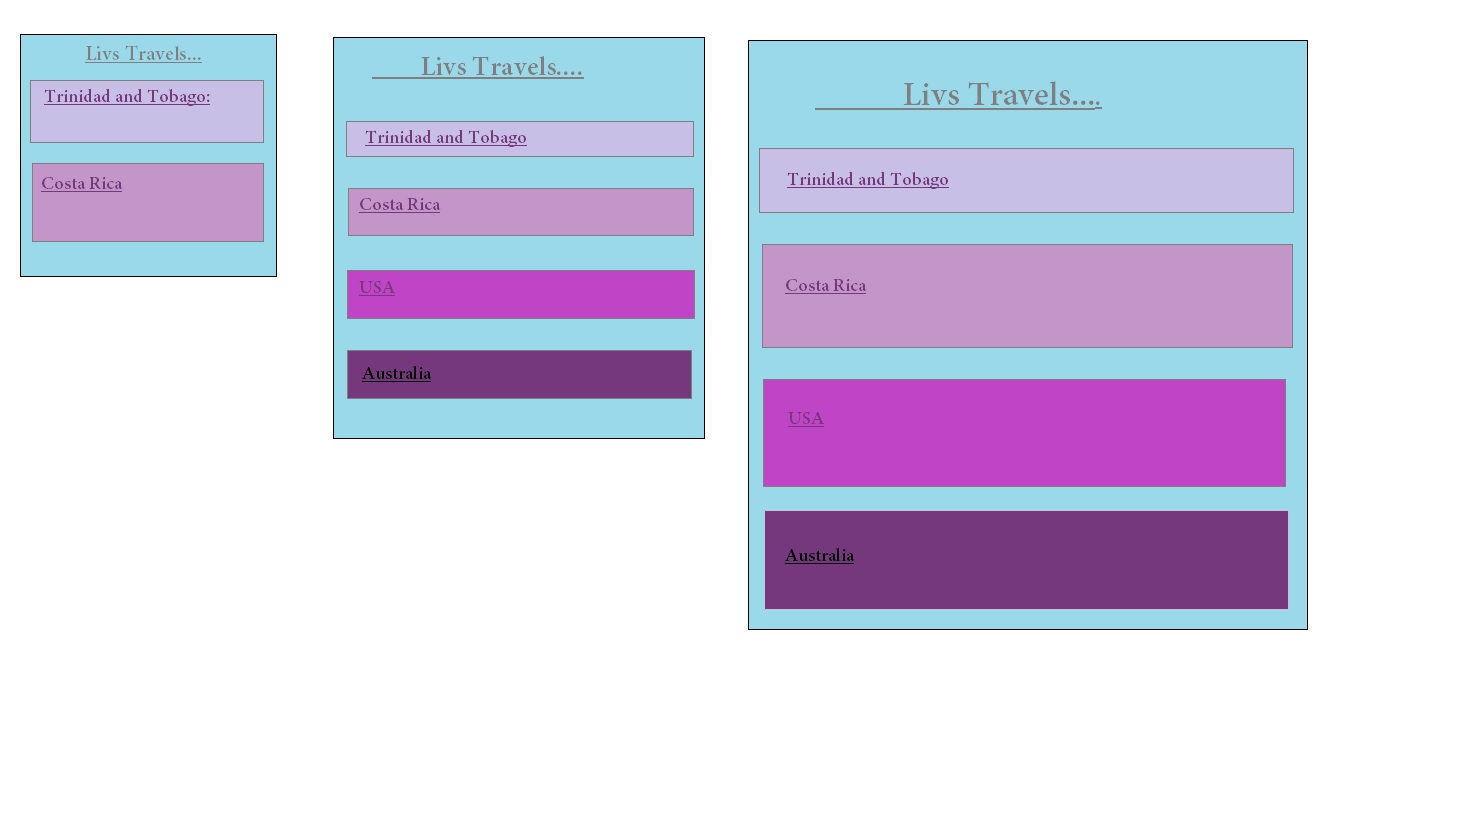 Livs Travels...
Trinidad and Tobago:
Costa Rica
Livs Travels....
Trinidad and Tobago
Costa Rica
USA
Australia
Livs Travels....
Trinidad and Tobago
Costa Rica
USA
Australia